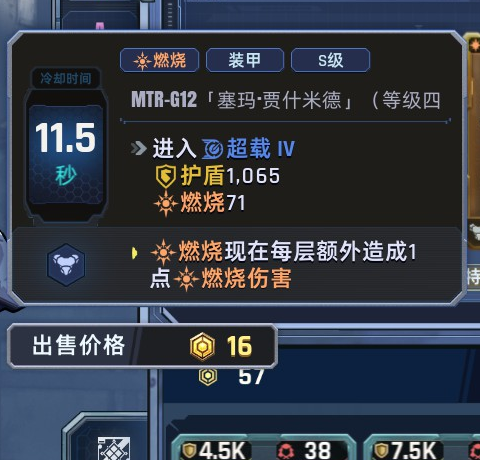 燃烧 装甲 S级
冷却时间
11.5
秒
MTR-G12「塞玛·贾什米德」（等级四
进入 超载 IV
护盾1,065
燃烧71
燃烧现在每层额外造成1
点 燃烧伤害
出售价格 16
57
特
4.5K 38 7.5K